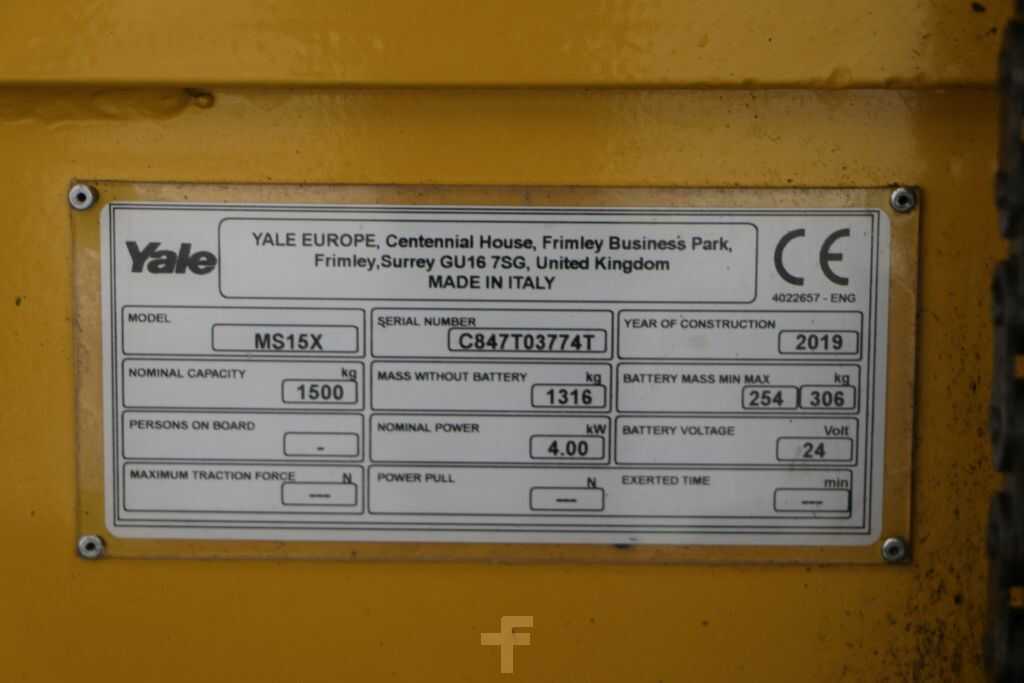 Yale
YALE EUROPE, Centennial House, Frimley Business Park,
Frimley,Surrey GU16 7SG, United Kingdom
MADE IN ITALY
CE
4022657 - ENG
MODEL
MS15X
SERIAL NUMBER
C847T03774T
YEAR OF CONSTRUCTION
2019
NOMINAL CAPACITY kg
1500
MASS WITHOUT BATTERY kg
1316
BATTERY MASS MIN MAX kg
254 306
PERSONS ON BOARD
-
NOMINAL POWER kW
4.00
BATTERY VOLTAGE Volt
24
MAXIMUM TRACTION FORCE N
---
POWER PULL N
---
EXERTED TIME min
---